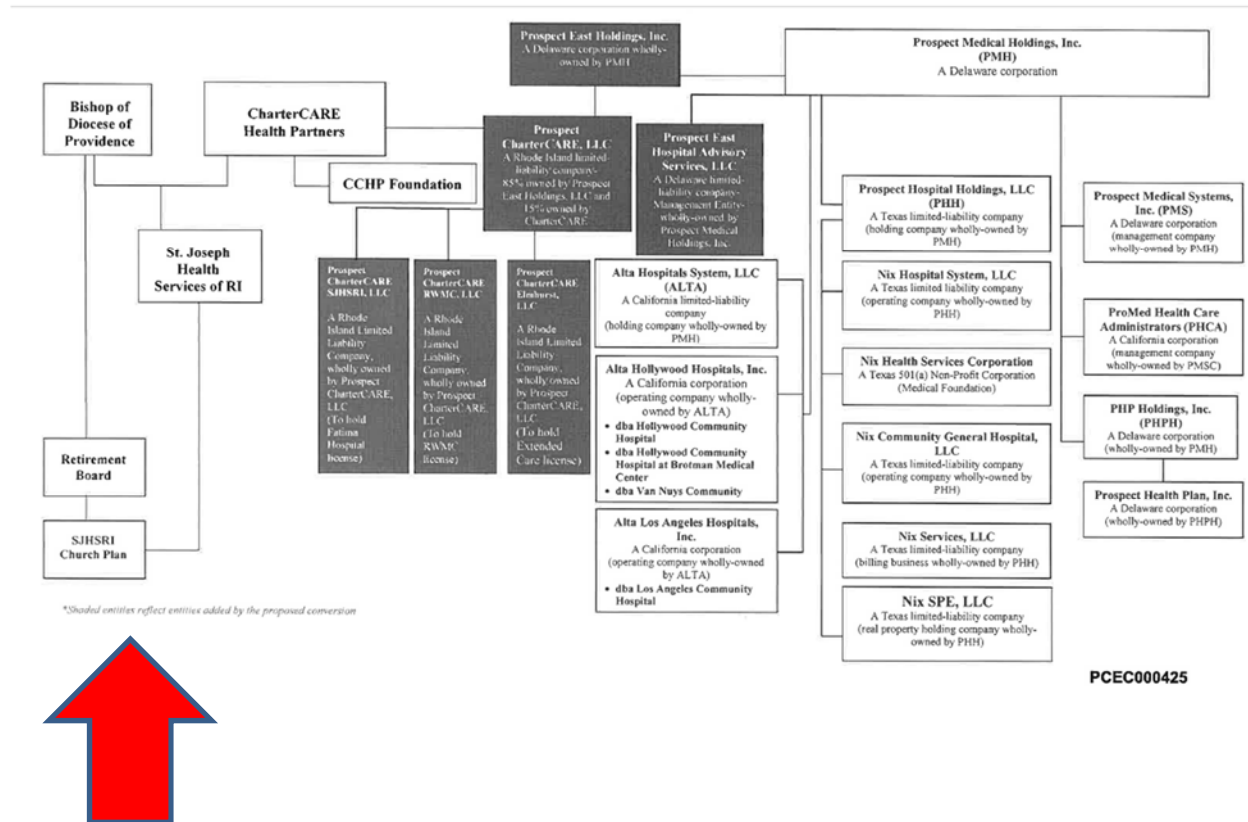 Prospect East Holdings, Inc.
A Delaware corporation wholly-
owned by PMH
Prospect Medical Holdings, Inc.
(PMH)
A Delaware corporation
Bishop of
Diocese of
Providence
CharterCARE
Health Partners
Prospect
CharterCARE, LLC
A Rhode Island limited-
liability company-
85% owned by Prospect
East Holdings, LLC and
15% owned by
CharterCARE
Prospect East
Hospital Advisory
Services, LLC
A Delaware limited-
liability company-
Management Entity-
wholly-owned by
Prospect Medical
Holdings, Inc.
CCHP Foundation
St. Joseph
Health
Services of RI
Prospect
CharterCARE
SJHSRI, LLC
A Rhode
Island Limited
Liability
Company,
wholly owned
by Prospect
CharterCARE,
LLC
(To hold
Fatima
Hospital
license)
Prospect
CharterCARE
RWMC, LLC
A Rhode
Island
Limited
Liability
Company,
wholly owned
by Prospect
CharterCARE,
LLC
(To hold
RWMC
license)
Prospect
CharterCARE
Elmhurst,
LLC
A Rhode
Island Limited
Liability
Company,
wholly owned
by Prospect
CharterCARE,
LLC
(To hold
Extended
Care license)
Alta Hospitals System, LLC
(ALTA)
A California limited-liability
company
(holding company wholly-owned by
PMH)
Alta Hollywood Hospitals, Inc.
A California corporation
(operating company wholly-
owned by ALTA)
• dba Hollywood Community
Hospital
• dba Hollywood Community
Hospital at Brotman Medical
Center
• dba Van Nuys Community
Alta Los Angeles Hospitals,
Inc.
A California corporation
(operating company wholly-owned
by ALTA)
• dba Los Angeles Community
Hospital
Prospect Hospital Holdings, LLC
(PHH)
A Texas limited-liability company
(holding company wholly-owned by
PMH)
Nix Hospital System, LLC
A Texas limited liability company
(operating company wholly-owned by
PHH)
Nix Health Services Corporation
A Texas 501(a) Non-Profit Corporation
(Medical Foundation)
Nix Community General Hospital,
LLC
A Texas limited-liability company
(operating company wholly-owned by
PHH)
Nix Services, LLC
A Texas limited-liability company
(billing business wholly-owned by PHH)
Nix SPE, LLC
A Texas limited-liability company
(real property holding company wholly-
owned by PHH)
Prospect Medical Systems,
Inc. (PMS)
A Delaware corporation
(management company
wholly-owned by PMH)
ProMed Health Care
Administrators (PHCA)
A California corporation
(management company
wholly-owned by PMSC)
PHP Holdings, Inc.
(PHPH)
A Delaware corporation
(wholly-owned by PMH)
Prospect Health Plan, Inc.
A Delaware corporation
(wholly-owned by PHPH)
Retirement
Board
SJHSRI
Church Plan
*Shaded entities reflect entities added by the proposed conversion
PCEC000425